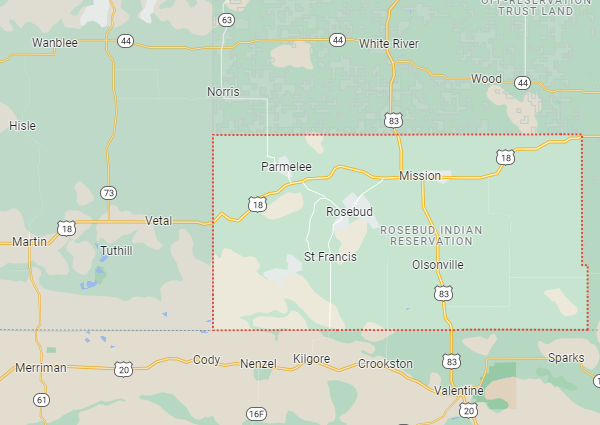 OFF-RESERVATION
TRUST LAND
63
Wanblee
44
44
White River
Wood
44
Norris
83
Hisle
18
Parmelee
Mission
73
18
Rosebud
18
Vetal
ROSEBUD INDIAN
RESERVATION
Martin
Tuthill
St Francis
Olsonville
83
Merriman
20
Cody
Nenzel
Kilgore
Crookston
83
Sparks
61
16F
Valentine
20